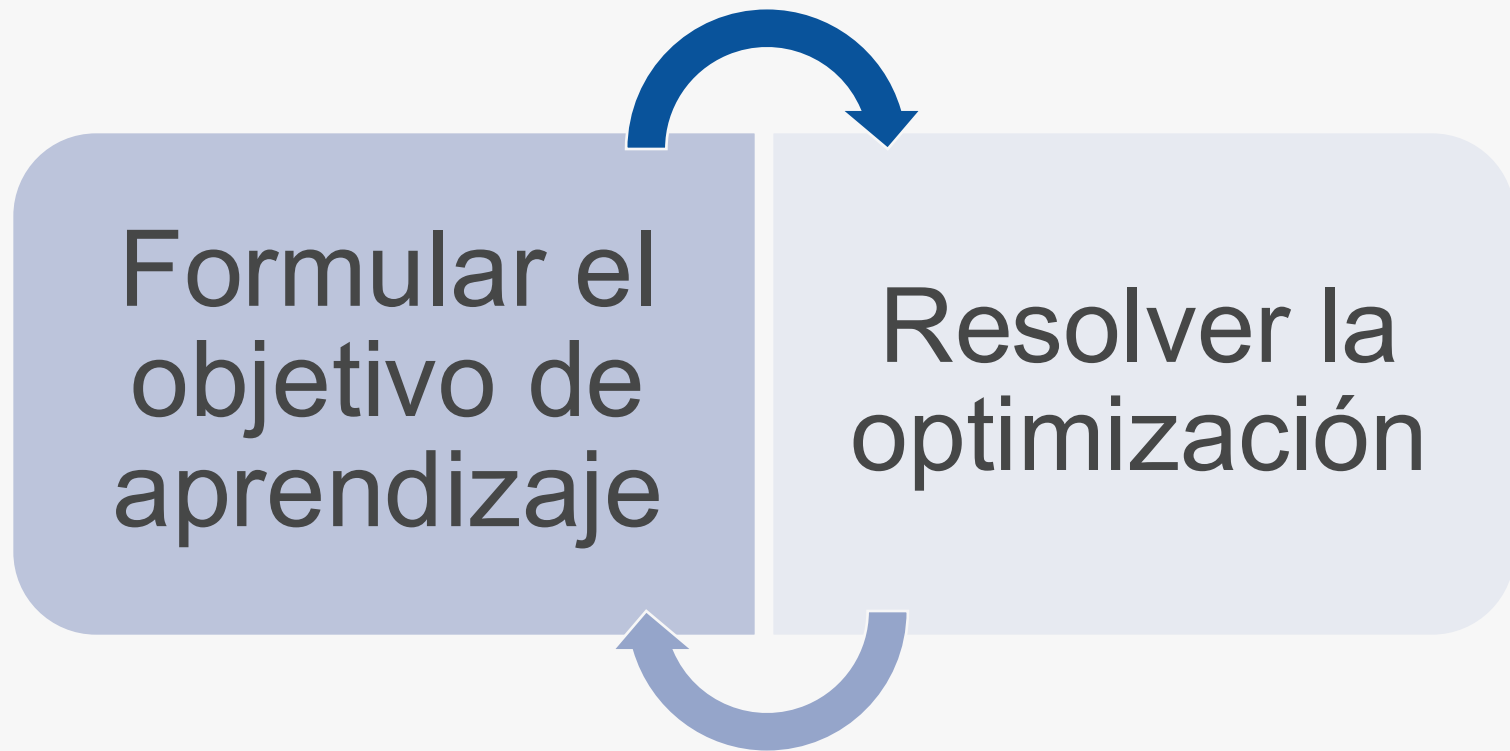 Formular el
objetivo de
aprendizaje
Resolver la
optimización